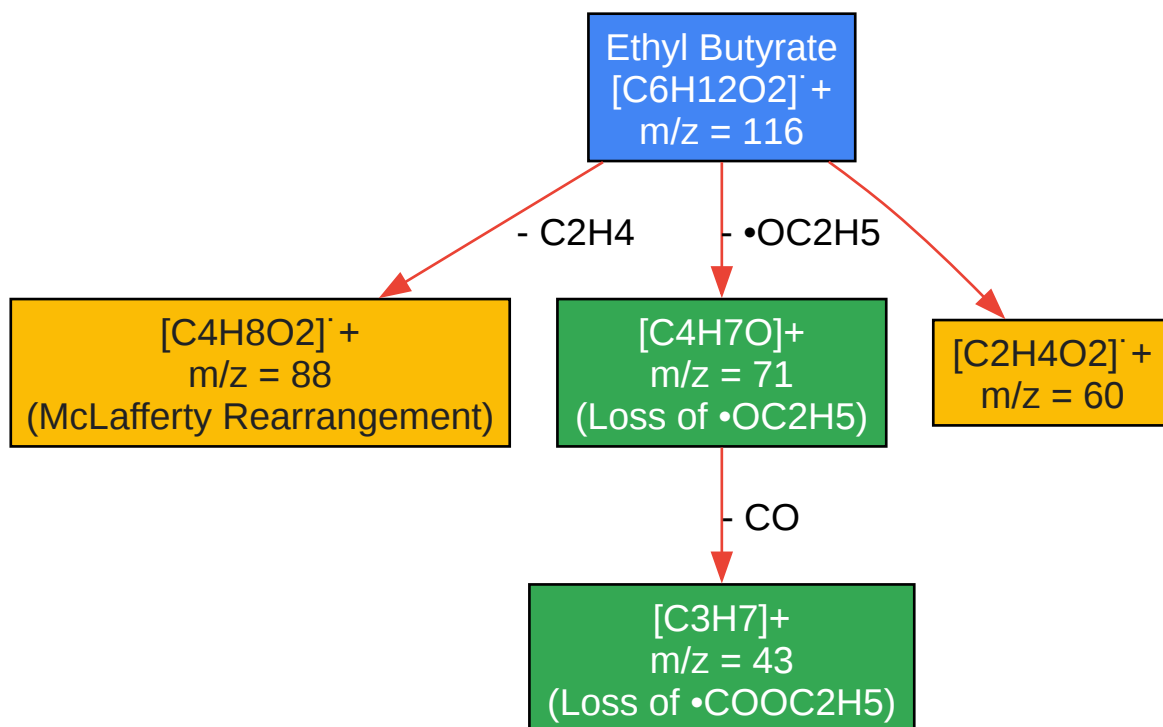 Ethyl Butyrate
[C6H12O2]˙+
m/z = 116
- C2H4
- •OC2H5
[C4H8O2]˙+
m/z = 88
(McLafferty Rearrangement)
[C4H7O]+
m/z = 71
(Loss of •OC2H5)
[C2H4O2]˙+
m/z = 60
- CO
[C3H7]+
m/z = 43
(Loss of •COOC2H5)